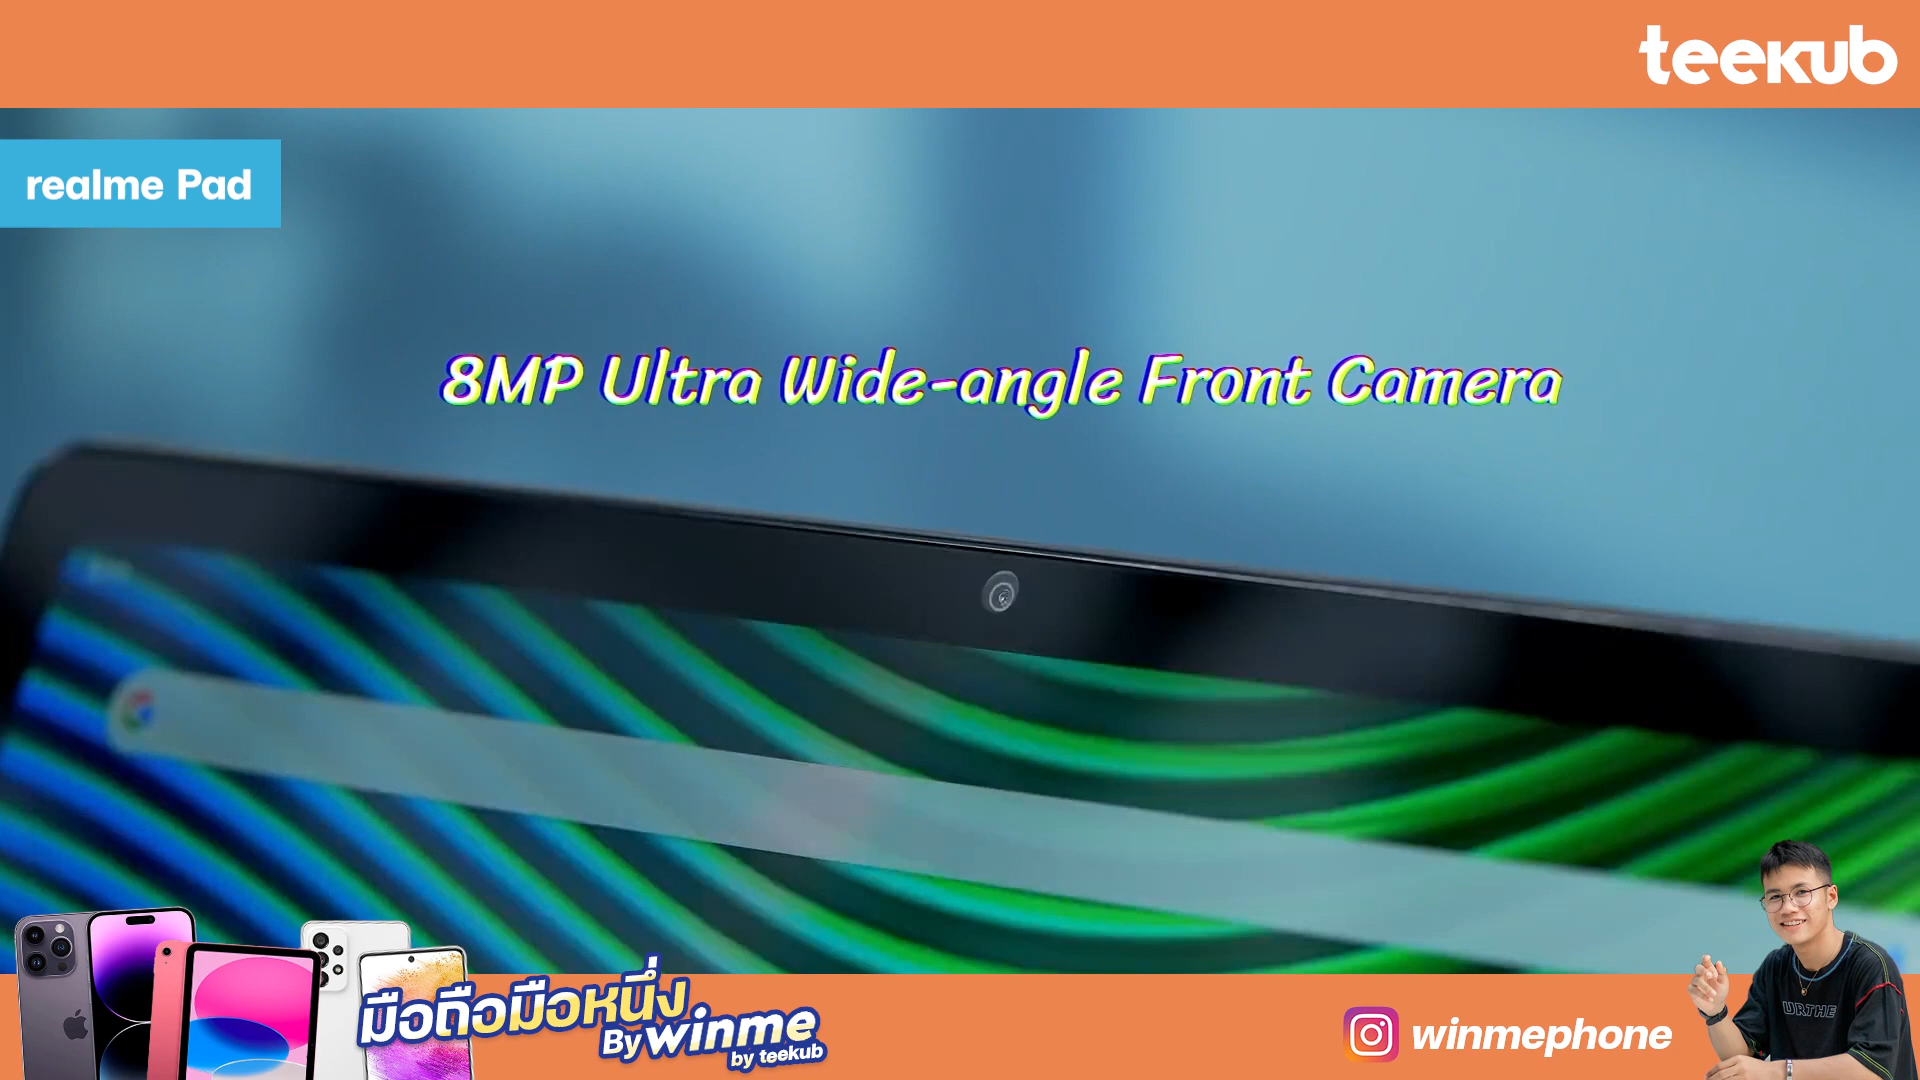 teekub
realme Pad
8MP Ultra Wide-angle Front Camera
URTHE
มือถือมือหนึ่ง
By winme
by teekub
winmephone